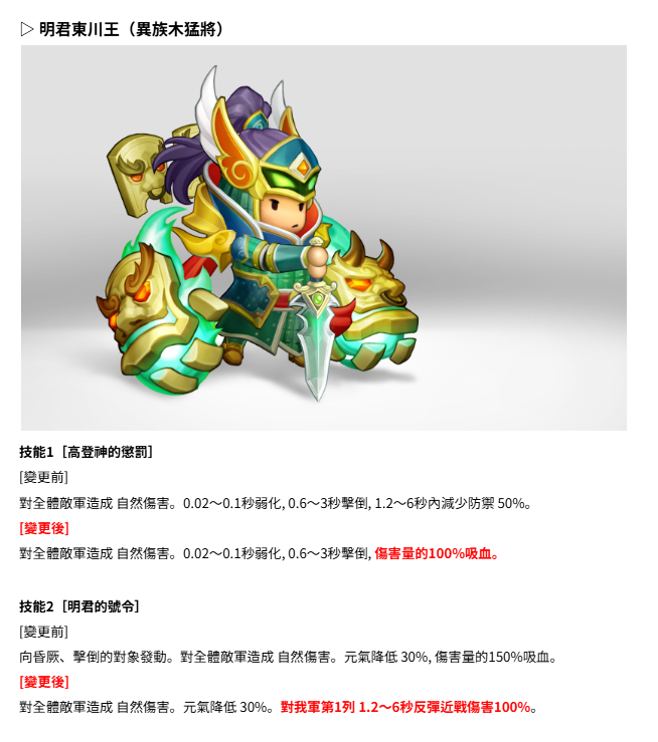 ▷ 明君東川王（異族木猛將）
技能1［高登神的懲罰］
[變更前]
對全體敵軍造成 自然傷害。0.02～0.1秒弱化, 0.6～3秒擊倒, 1.2～6秒內減少防禦 50%。
[變更後]
對全體敵軍造成 自然傷害。0.02～0.1秒弱化, 0.6～3秒擊倒, 傷害量的100%吸血。
技能2［明君的號令］
[變更前]
向昏厥、擊倒的對象發動。對全體敵軍造成 自然傷害。元氣降低 30%, 傷害量的150%吸血。
[變更後]
對全體敵軍造成 自然傷害。元氣降低 30%。對我軍第1列 1.2～6秒反彈近戰傷害100%。